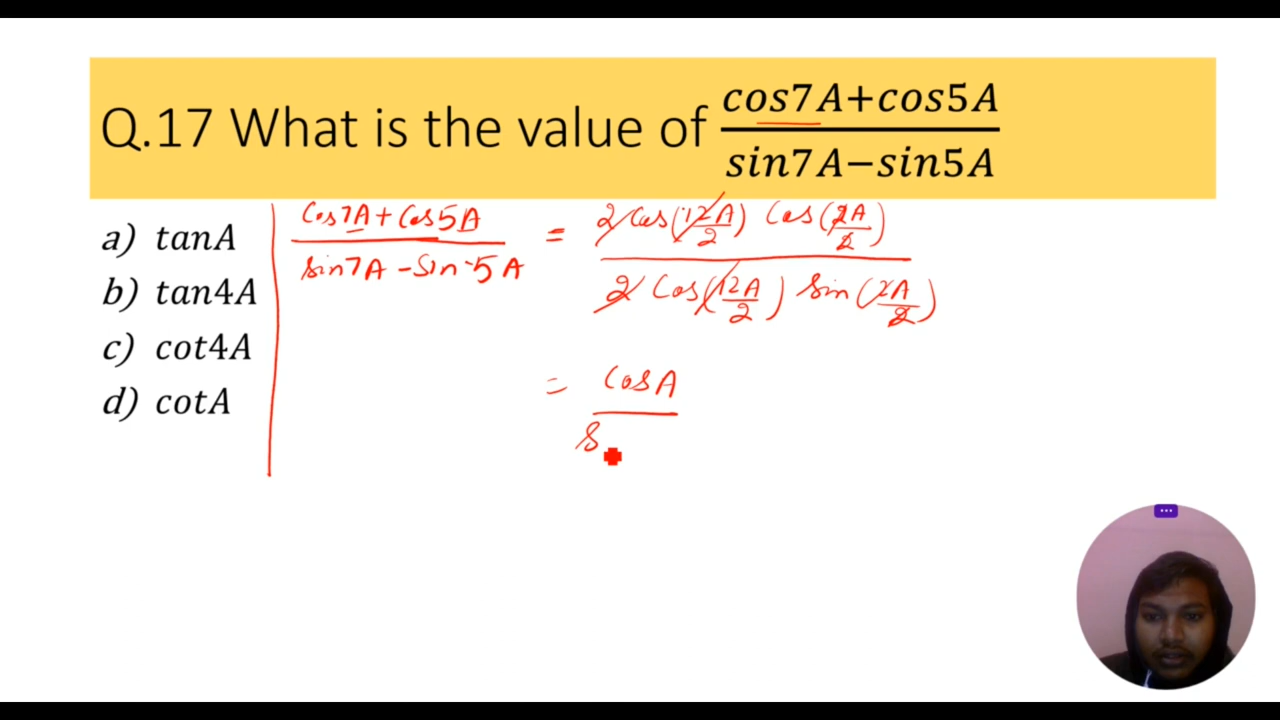 Q.17 What is the value of (cos7A+cos5A)/(sin7A−sin5A)
a) tanA
b) tan4A
c) cot4A
d) cotA
(Cos7A + Cos5A)/(Sin7A − Sin5A) = (2 Cos(12A/2) Cos(2A/2))/(2 Cos(12A/2) Sin(2A/2))
= CosA/S